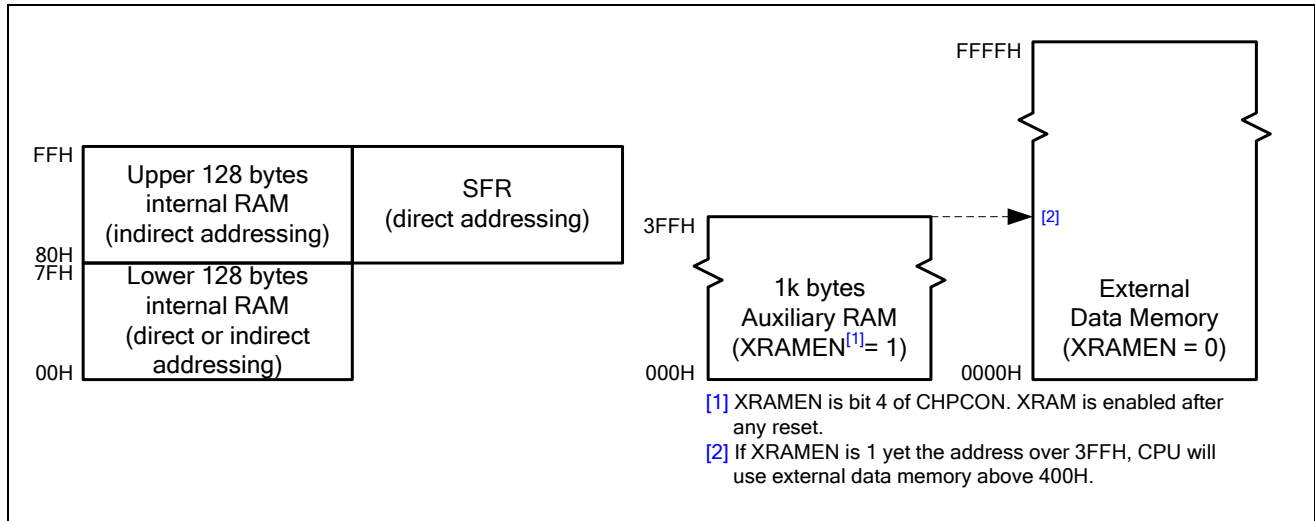 FFH
Upper 128 bytes
internal RAM
(indirect addressing)
SFR
(direct addressing)
80H
7FH
Lower 128 bytes
internal RAM
(direct or indirect
addressing)
00H
3FFH
1k bytes
Auxiliary RAM
(XRAMEN[1]= 1)
000H
FFFFH
[2]
External
Data Memory
(XRAMEN = 0)
0000H
[1] XRAMEN is bit 4 of CHPCON. XRAM is enabled after
any reset.
[2] If XRAMEN is 1 yet the address over 3FFH, CPU will
use external data memory above 400H.